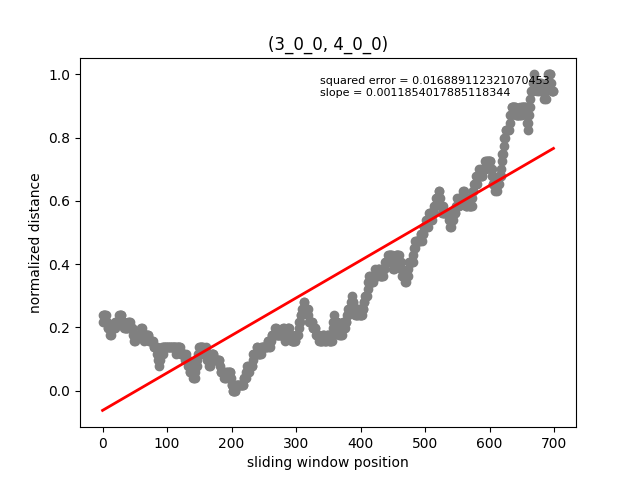 (3_0_0, 4_0_0)
squared error = 0.016889112321070453
slope = 0.0011854017885118344
normalized distance
1.0
0.8
0.6
0.4
0.2
0.0
0 100 200 300 400 500 600 700
sliding window position